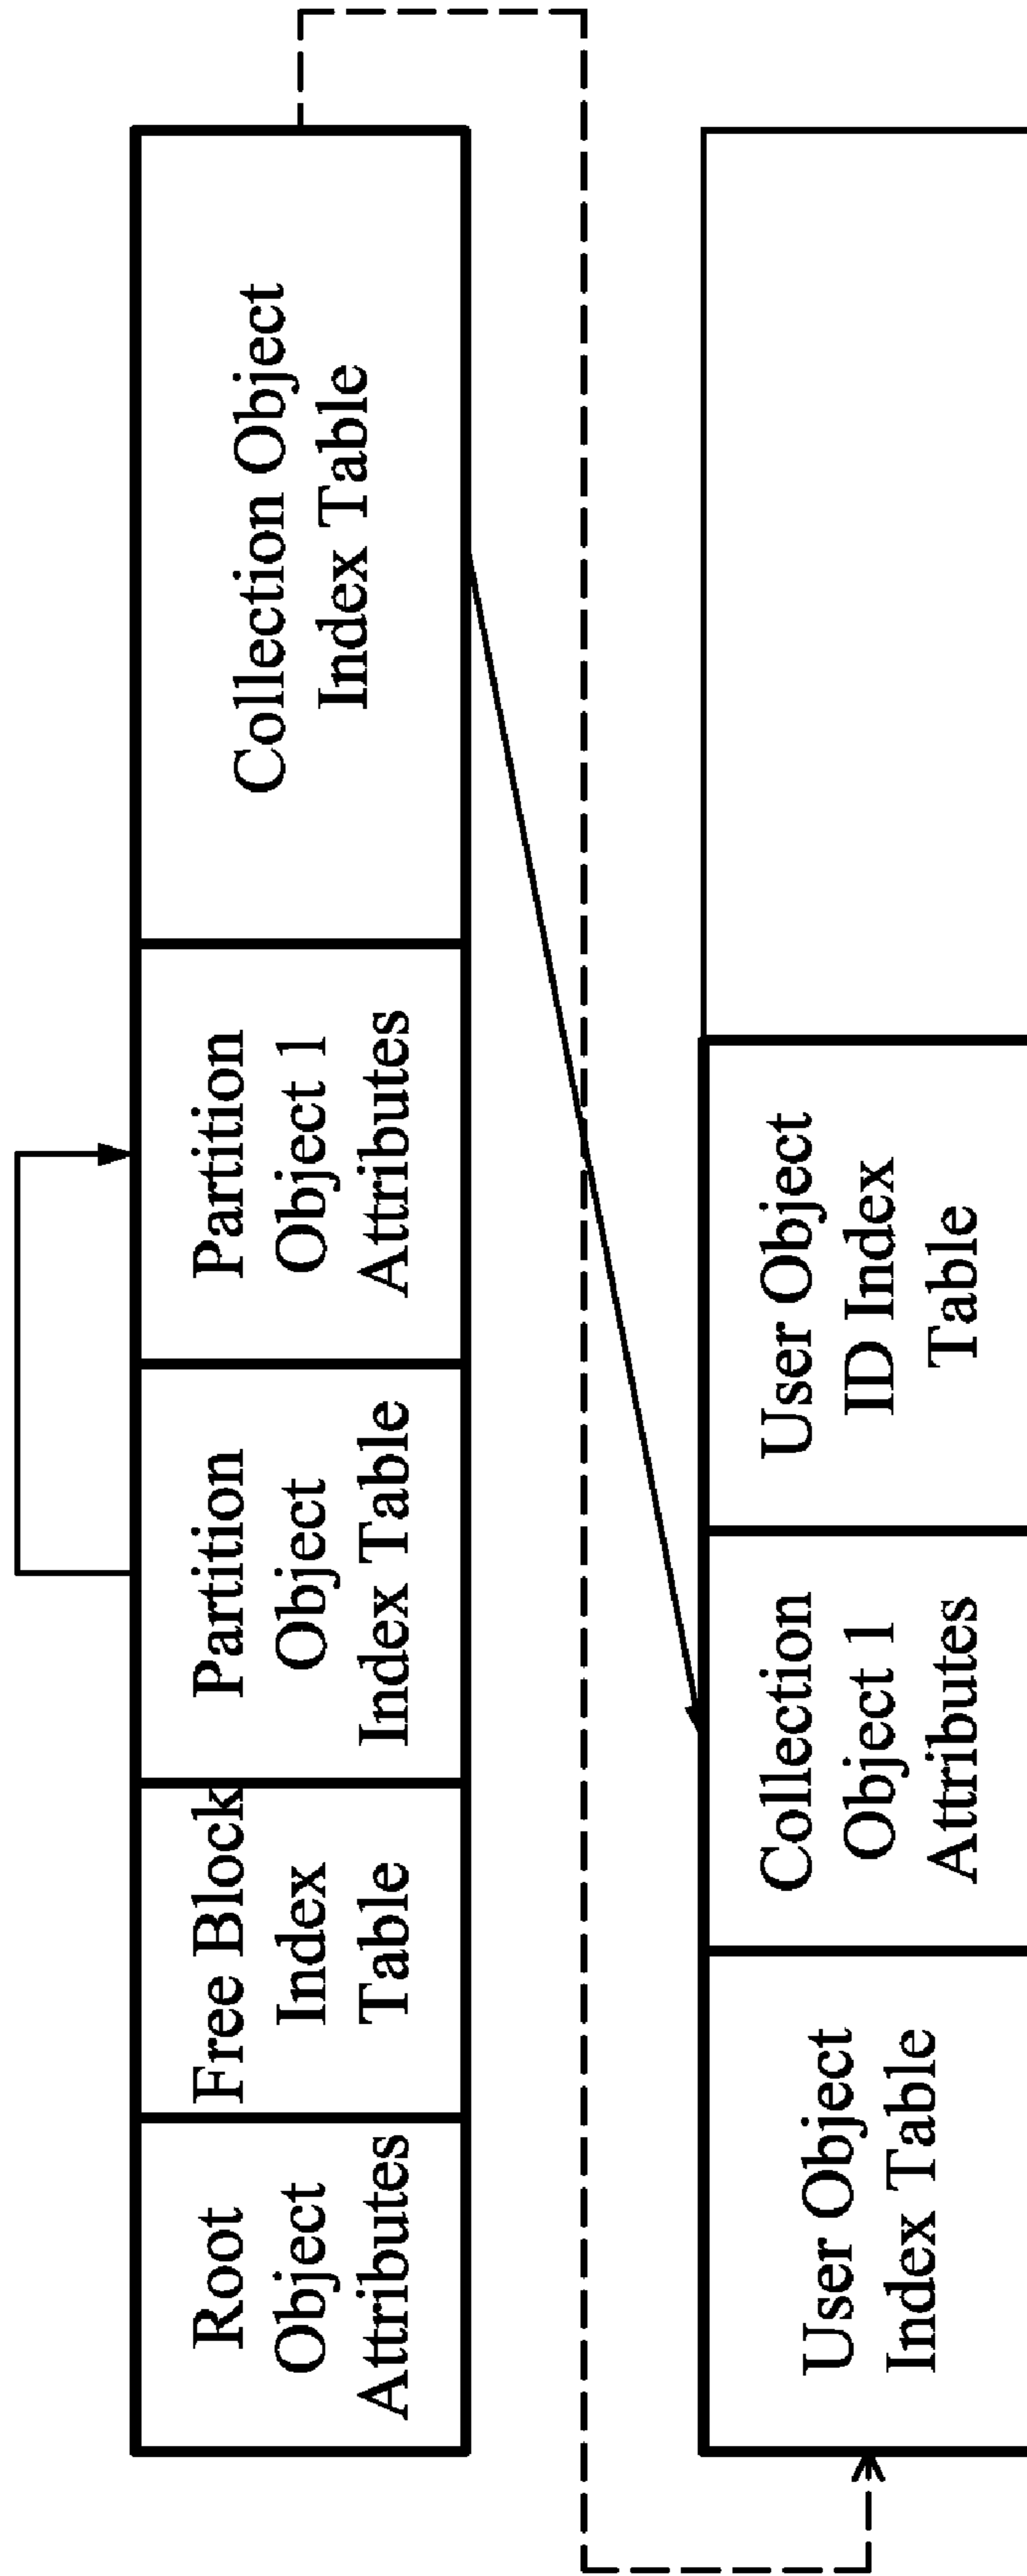 Root
Object
Attributes
Free Block
Index
Table
Partition
Object
Index Table
Partition
Object 1
Attributes
Collection Object
Index Table
User Object
Index Table
Collection
Object 1
Attributes
User Object
ID Index
Table